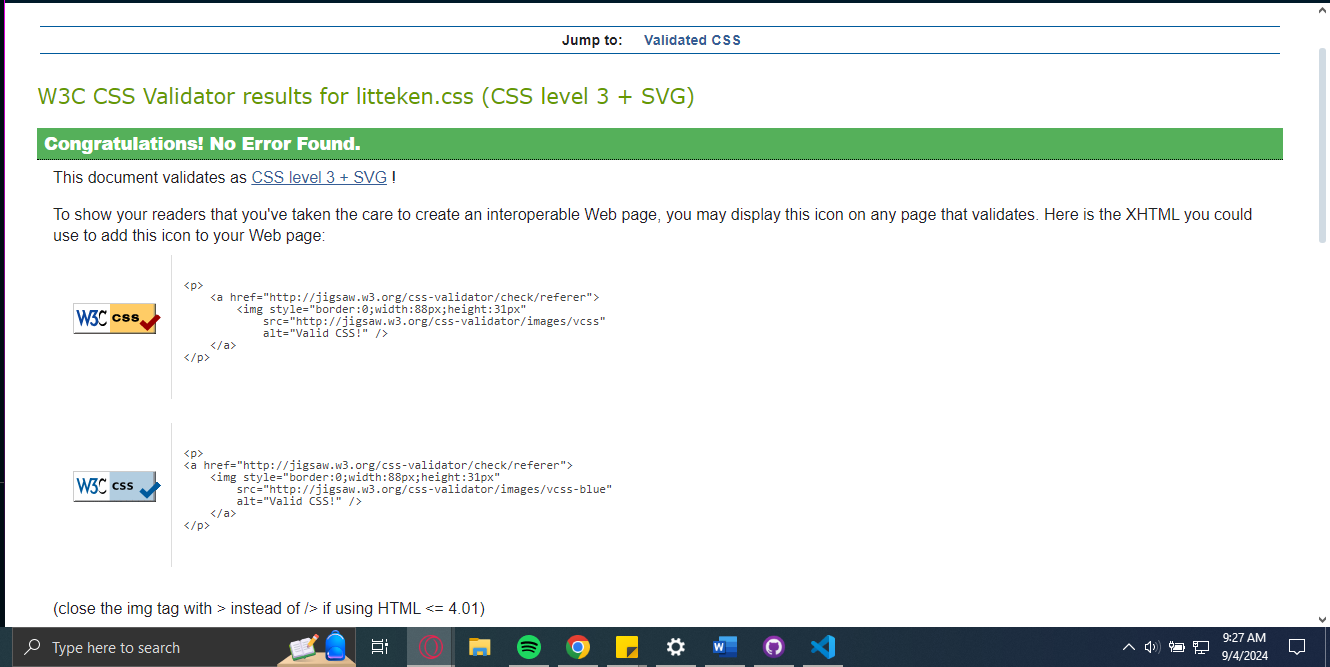 Jump to: Validated CSS
W3C CSS Validator results for litteken.css (CSS level 3 + SVG)
Congratulations! No Error Found.
This document validates as CSS level 3 + SVG !
To show your readers that you've taken the care to create an interoperable Web page, you may display this icon on any page that validates. Here is the XHTML you could
use to add this icon to your Web page:
<p>
<a href="http://jigsaw.w3.org/css-validator/check/referer">
<img style="border:0;width:88px;height:31px"
W3C css
src="http://jigsaw.w3.org/css-validator/images/vcss"
alt="Valid CSS!" />
</a>
</p>
<p>
<a href="http://jigsaw.w3.org/css-validator/check/referer">
<img style="border:0;width:88px;height:31px"
W3C css
src="http://jigsaw.w3.org/css-validator/images/vcss-blue"
alt="Valid CSS!" />
</a>
</p>
(close the img tag with > instead of /> if using HTML <= 4.01)
Type here to search
9:27 AM
9/4/2024